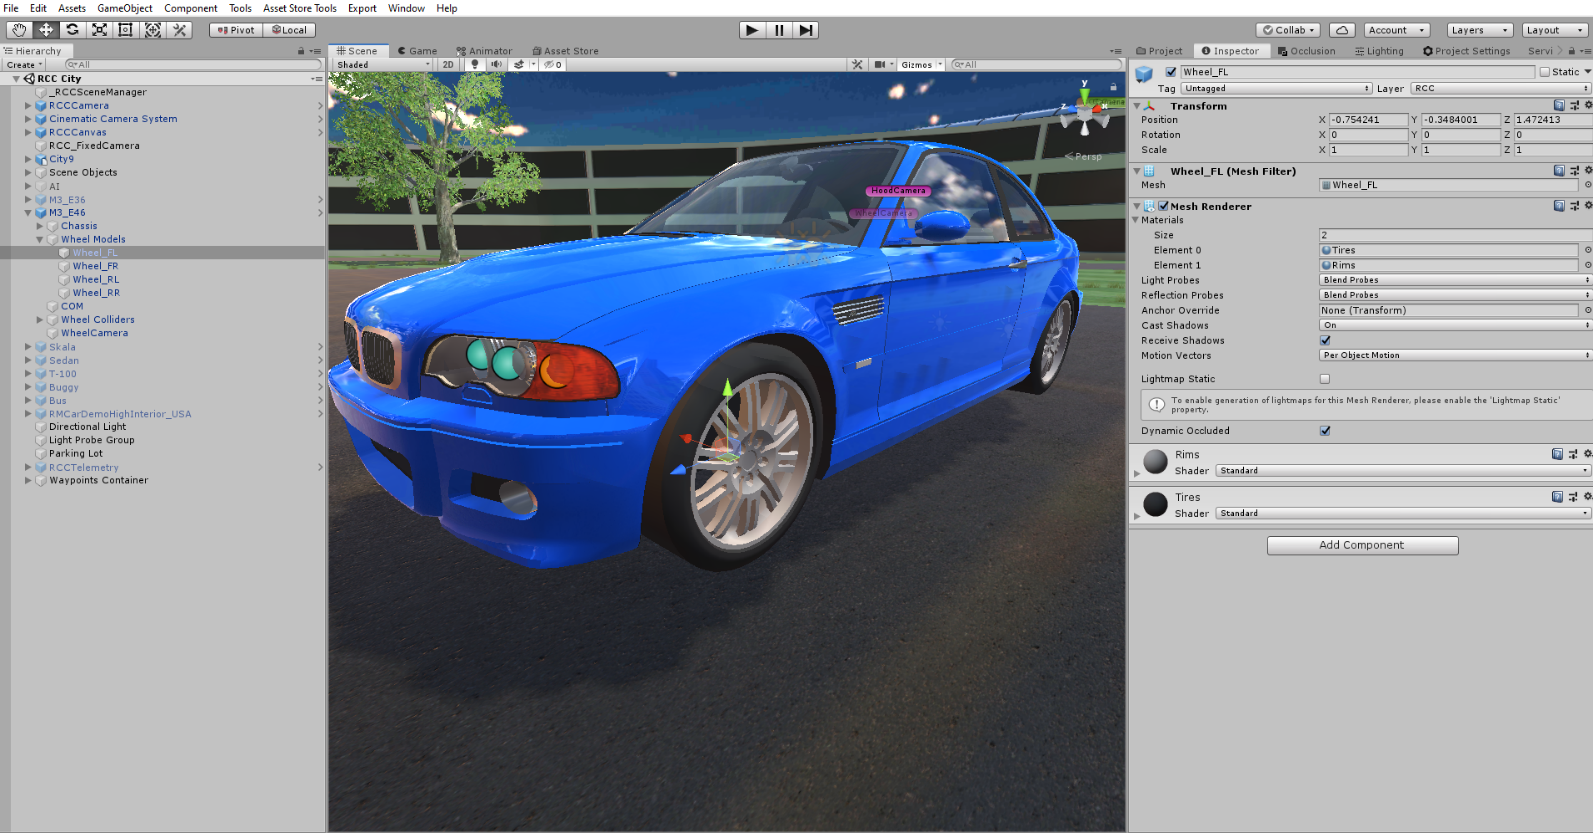 File Edit Assets GameObject Component Tools Asset Store Tools Export Window Help
Pivot Local Collab Account Layers Layout
Hierarchy Scene Game Animator Asset Store Project Inspector Occlusion Lighting Project Settings Servi
Create All Shaded 2D 0 Gizmos All
RCC City
_RCCSceneManager
RCCCamera
Cinematic Camera System
RCCCanvas
RCC_FixedCamera
City9
Scene Objects
AI
M3_E36
M3_E46
Chassis
Wheel Models
Wheel_FL
Wheel_FR
Wheel_RL
Wheel_RR
COM
Wheel Colliders
WheelCamera
Skala
Sedan
T-100
Buggy
Bus
RMCarDemoHighInterior_USA
Directional Light
Light Probe Group
Parking Lot
RCCTelemetry
Waypoints Container
y
z x
Persp
HoodCamera
WheelCamera
Wheel_FL Static
Tag Untagged Layer RCC
Transform
Position X -0.754241 Y -0.3484001 Z 1.472413
Rotation X 0 Y 0 Z 0
Scale X 1 Y 1 Z 1
Wheel_FL (Mesh Filter)
Mesh Wheel_FL
Mesh Renderer
Materials
Size 2
Element 0 Tires
Element 1 Rims
Light Probes Blend Probes
Reflection Probes Blend Probes
Anchor Override None (Transform)
Cast Shadows On
Receive Shadows
Motion Vectors Per Object Motion
Lightmap Static
To enable generation of lightmaps for this Mesh Renderer, please enable the 'Lightmap Static'
property.
Dynamic Occluded
Rims
Shader Standard
Tires
Shader Standard
Add Component